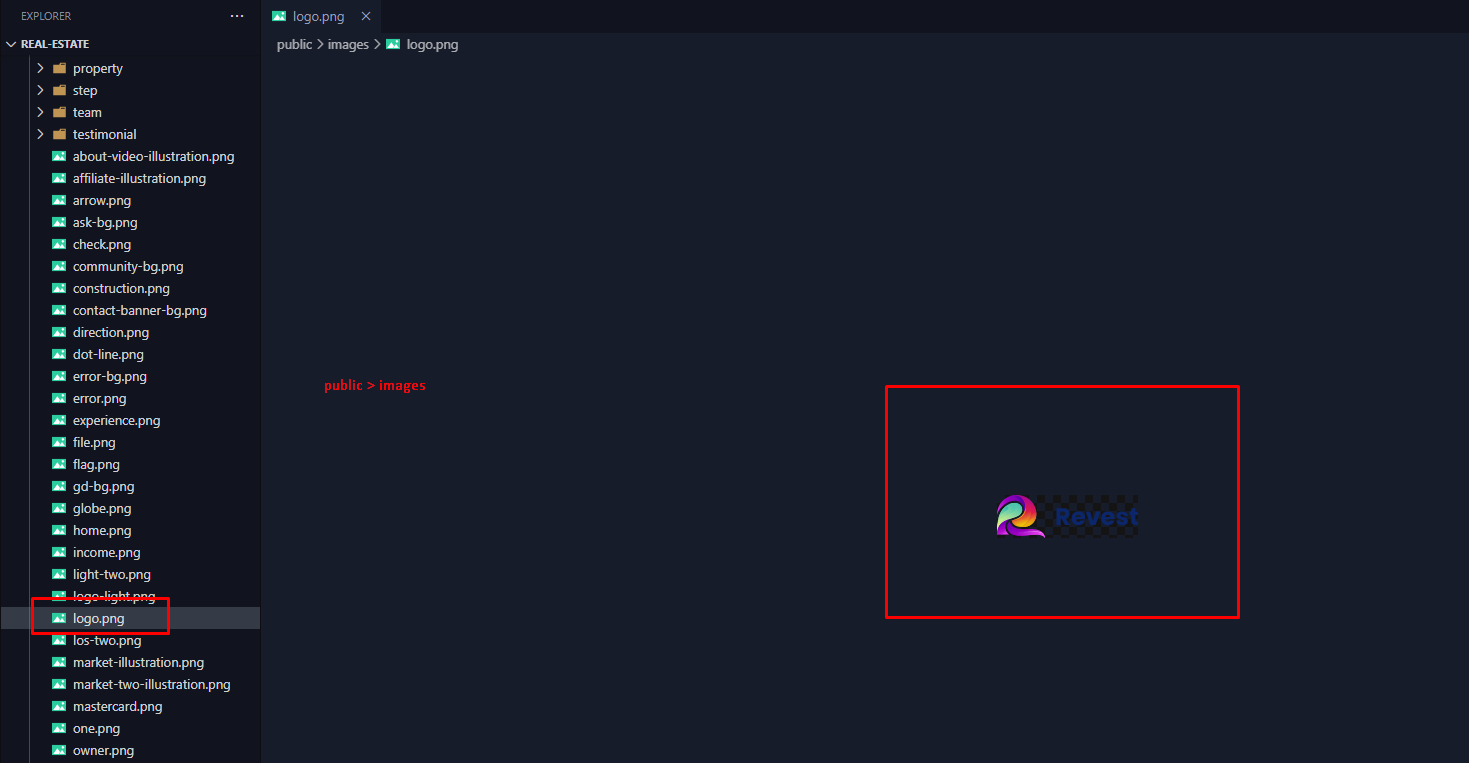 EXPLORER
REAL-ESTATE
property
step
team
testimonial
about-video-illustration.png
affiliate-illustration.png
arrow.png
ask-bg.png
check.png
community-bg.png
construction.png
contact-banner-bg.png
direction.png
dot-line.png
error-bg.png
error.png
experience.png
file.png
flag.png
gd-bg.png
globe.png
home.png
income.png
light-two.png
logo-light.png
logo.png
los-two.png
market-illustration.png
market-two-illustration.png
mastercard.png
one.png
owner.png
logo.png
public > images > logo.png
public > images
Revest